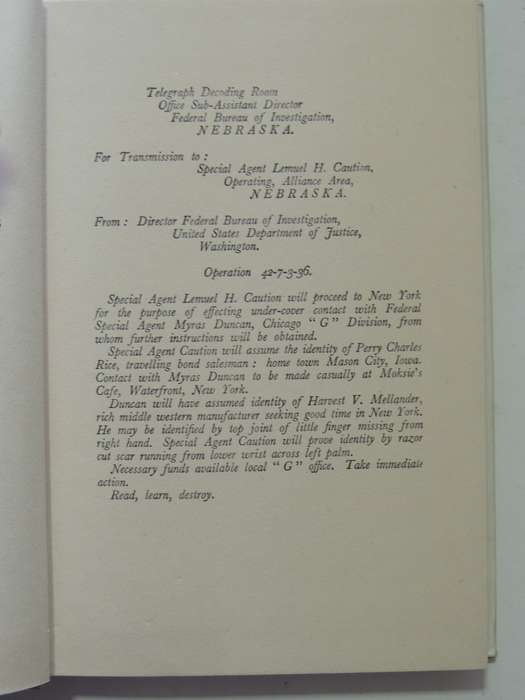 Telegraph Decoding Room
Office Sub-Assistant Director
Federal Bureau of Investigation,
NEBRASKA.
For Transmission to :
Special Agent Lemuel H. Caution,
Operating, Alliance Area,
NEBRASKA.
From : Director Federal Bureau of Investigation,
United States Department of Justice,
Washington.
Operation 42-7-3-36.
Special Agent Lemuel H. Caution will proceed to New York
for the purpose of effecting under-cover contact with Federal
Special Agent Myras Duncan, Chicago " G " Division, from
whom further instructions will be obtained.
Special Agent Caution will assume the identity of Perry Charles
Rice, travelling bond salesman : home town Mason City, Iowa.
Contact with Myras Duncan to be made casually at Moksie's
Cafe, Waterfront, New York.
Duncan will have assumed identity of Harvest V. Mellander,
rich middle western manufacturer seeking good time in New York.
He may be identified by top joint of little finger missing from
right hand. Special Agent Caution will prove identity by razor
cut scar running from lower wrist across left palm.
Necessary funds available local " G " office. Take immediate
action.
Read, learn, destroy.